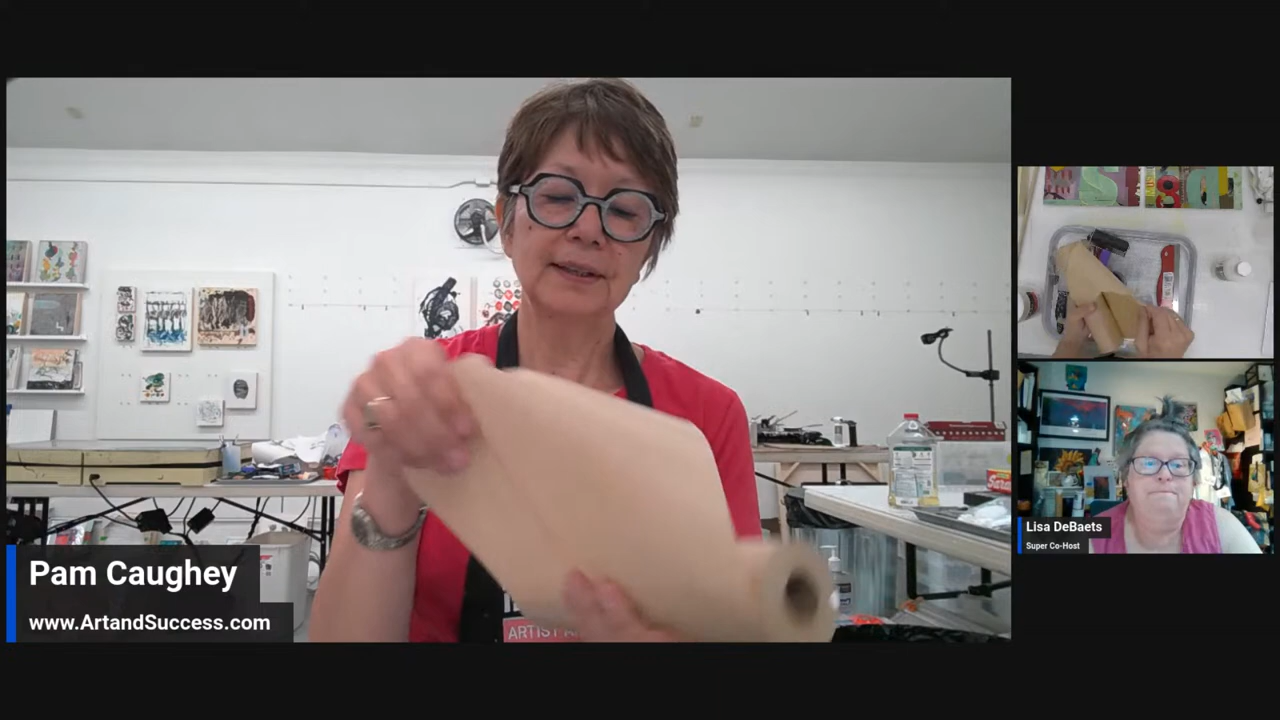 Pam Caughey
www.ArtandSuccess.com
ARTIST
Lisa DeBaets
Super Co-Host